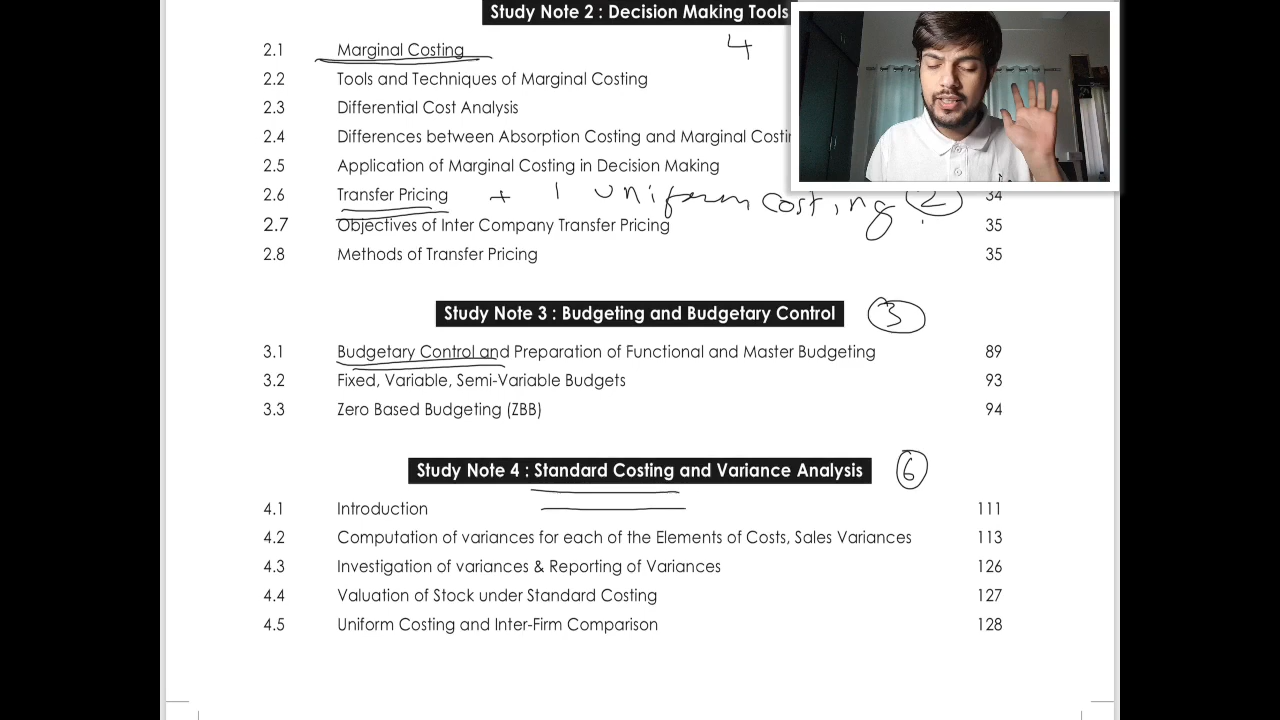 Study Note 2 : Decision Making Tools
4
2.1 Marginal Costing
2.2 Tools and Techniques of Marginal Costing
2.3 Differential Cost Analysis
2.4 Differences between Absorption Costing and Marginal
2.5 Application of Marginal Costing in Decision Making
2.6 Transfer Pricing + 1 uniform costing 2 34
2.7 Objectives of Inter Company Transfer Pricing 35
2.8 Methods of Transfer Pricing 35
Study Note 3 : Budgeting and Budgetary Control 3
3.1 Budgetary Control and Preparation of Functional and Master Budgeting 89
3.2 Fixed, Variable, Semi-Variable Budgets 93
3.3 Zero Based Budgeting (ZBB) 94
Study Note 4 : Standard Costing and Variance Analysis 6
4.1 Introduction 111
4.2 Computation of variances for each of the Elements of Costs, Sales Variances 113
4.3 Investigation of variances & Reporting of Variances 126
4.4 Valuation of Stock under Standard Costing 127
4.5 Uniform Costing and Inter-Firm Comparison 128